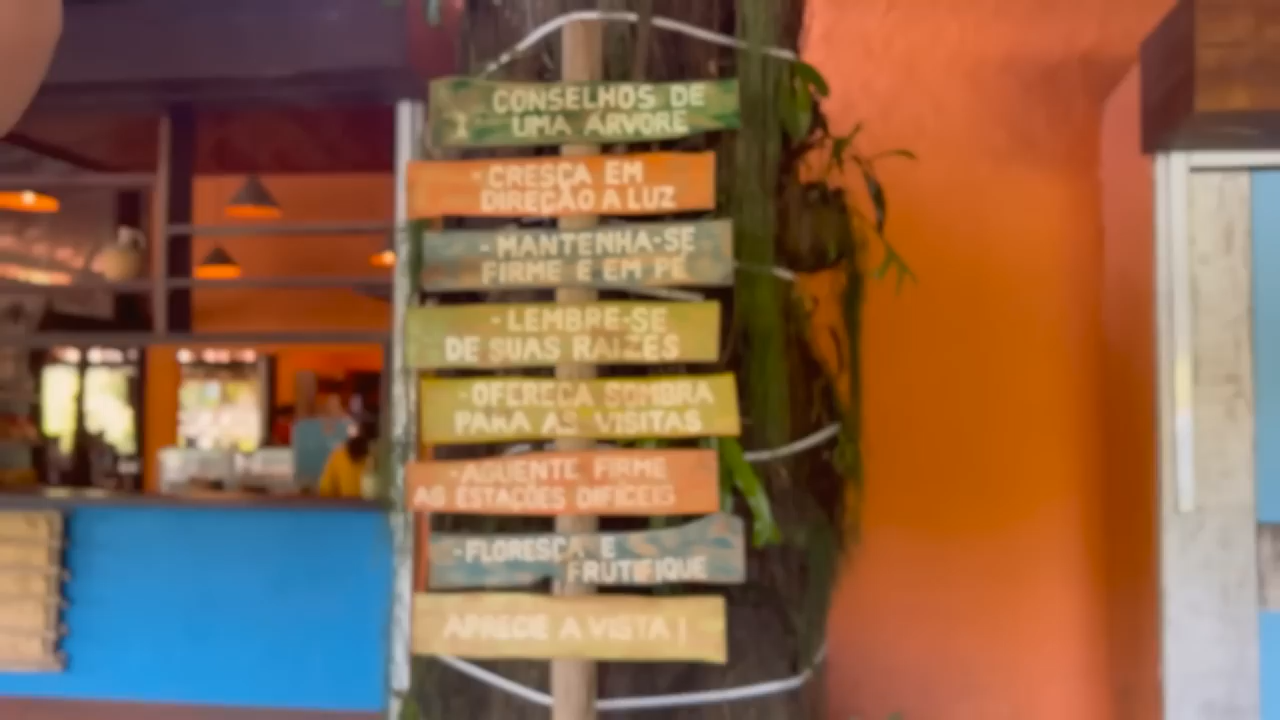 CONSELHOS DE
UMA ÁRVORE
-CRESÇA EM
DIREÇÃO A LUZ
-MANTENHA-SE
FIRME E EM PÉ
-LEMBRE-SE
DE SUAS RAIZES
-OFEREÇA SOMBRA
PARA AS VISITAS
-AGUENTE FIRME
AS ESTAÇÕES DIFÍCEIS
-FLORESÇA E
FRUTIFIQUE
APRECIE A VISTA!